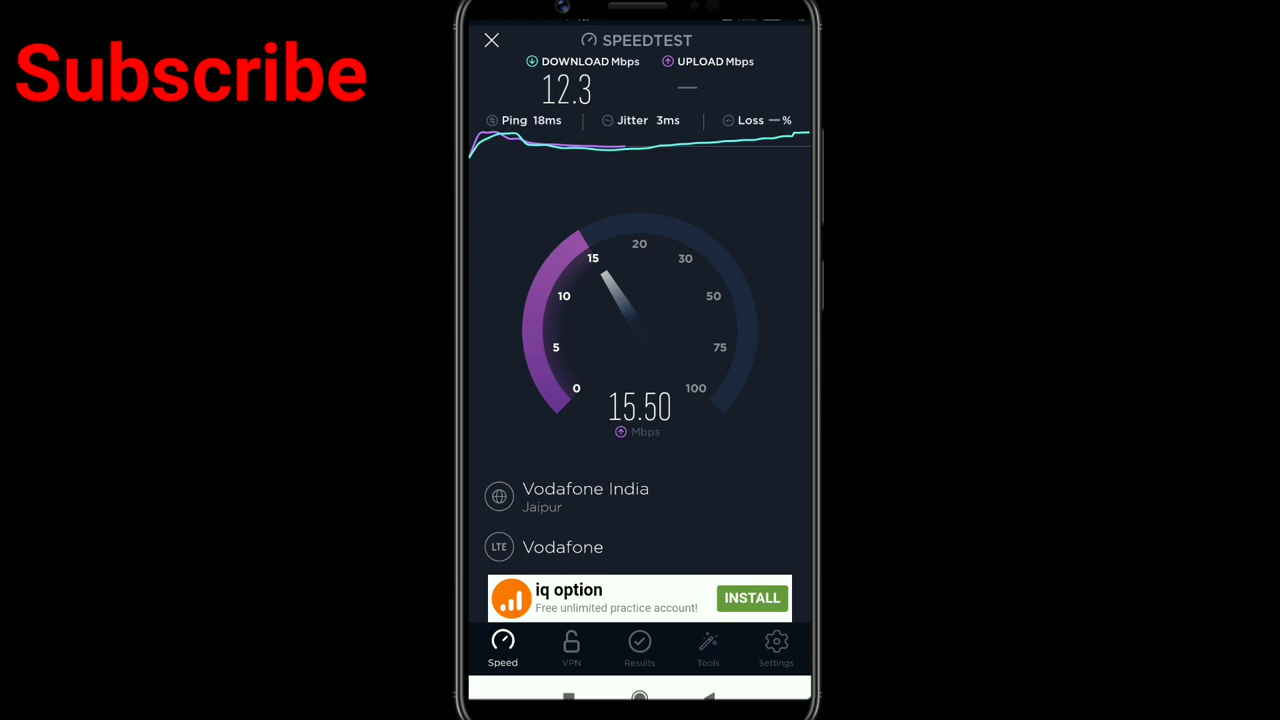 Subscribe
SPEEDTEST
DOWNLOAD Mbps UPLOAD Mbps
12.3 —
Ping 18ms Jitter 3ms Loss — %
20
15 30
10 50
5 75
0 100
15.50
Mbps
Vodafone India
Jaipur
LTE Vodafone
iq option
Free unlimited practice account!
INSTALL
Speed VPN Results Tools Settings